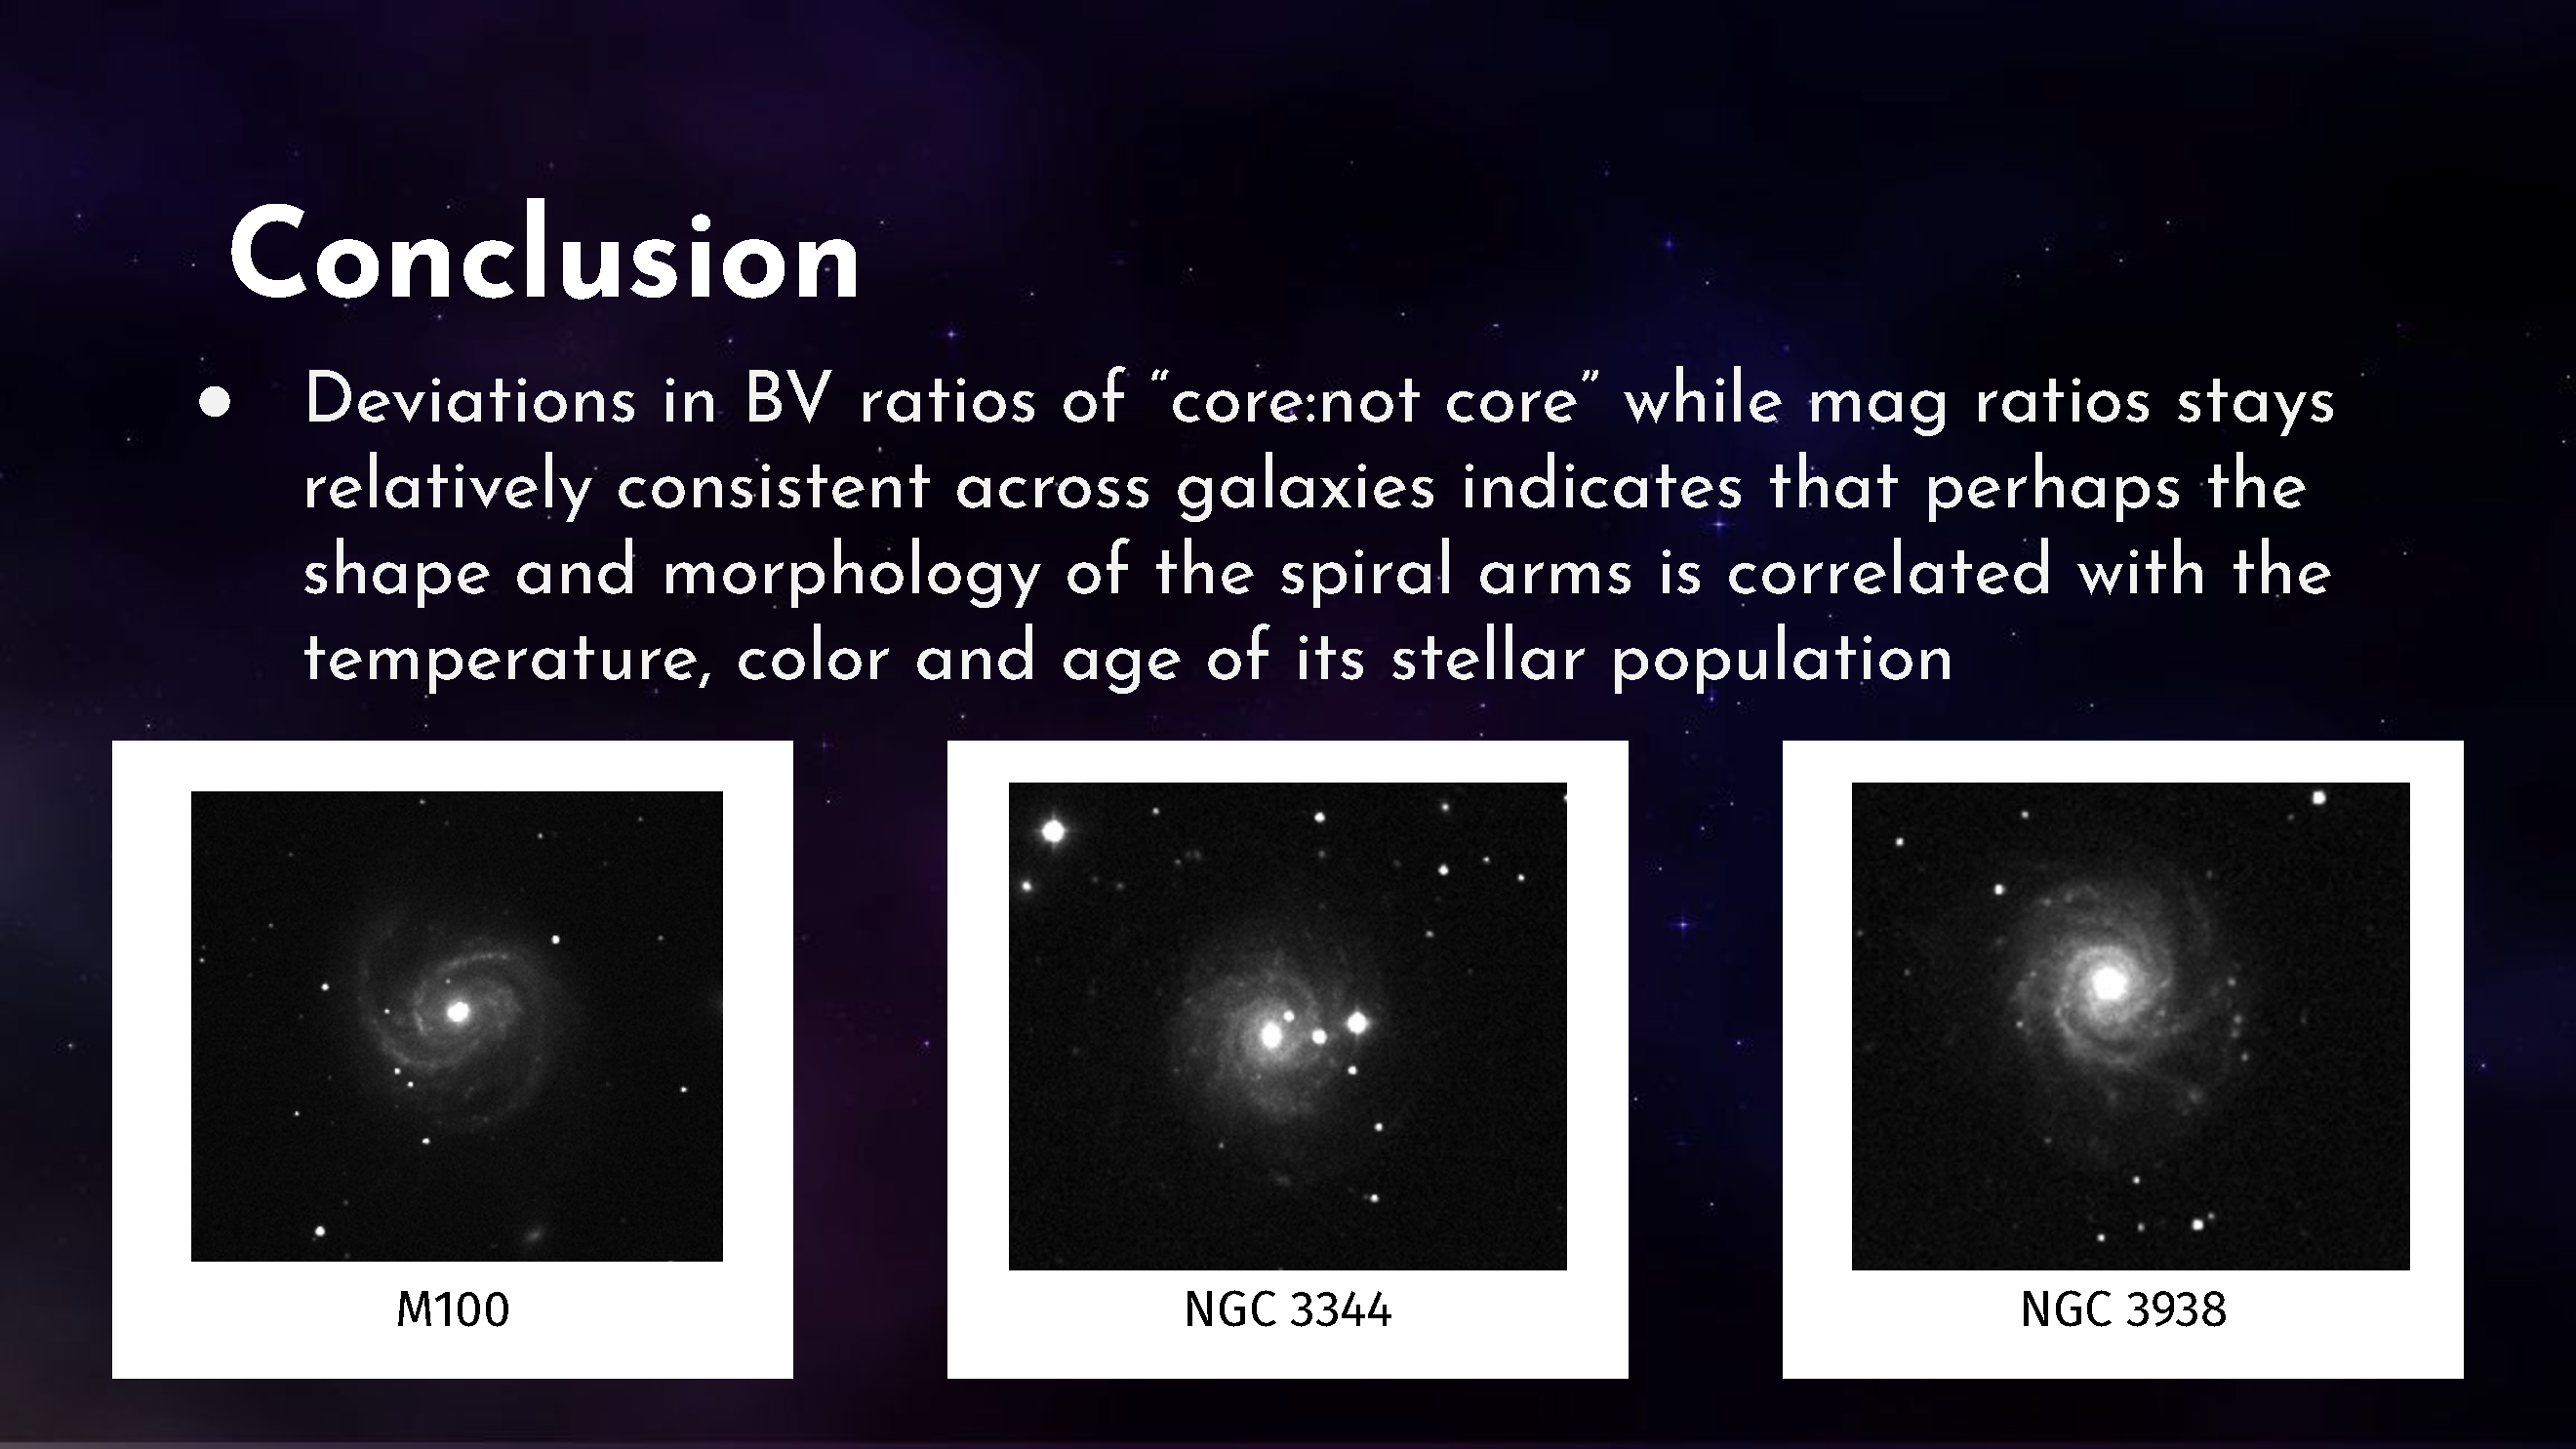 Conclusion
● Deviations in BV ratios of “core:not core” while mag ratios stays
relatively consistent across galaxies indicates that perhaps the
shape and morphology of the spiral arms is correlated with the
temperature, color and age of its stellar population
M100
NGC 3344
NGC 3938